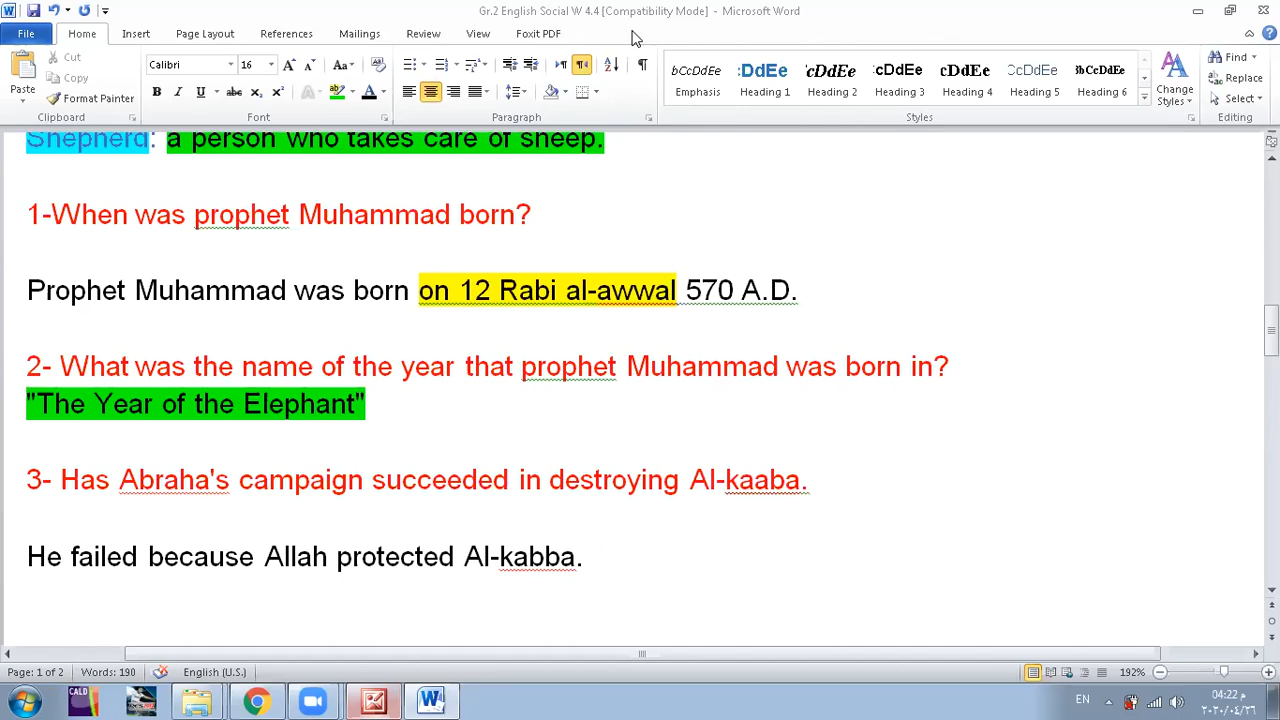 Gr.2 English Social W 4.4 [Compatibility Mode] - Microsoft Word
File Home Insert Page Layout References Mailings Review View Foxit PDF
Paste
Cut
Copy
Format Painter
Clipboard
Calibri 16
Font
Paragraph
AaBbCcDdEe Emphasis
Heading 1
Heading 2
Heading 3
Heading 4
Heading 5
Heading 6
Change Styles
Styles
Find
Replace
Select
Editing
Shepherd: a person who takes care of sheep.
1-When was prophet Muhammad born?
Prophet Muhammad was born on 12 Rabi al-awwal 570 A.D.
2- What was the name of the year that prophet Muhammad was born in?
"The Year of the Elephant"
3- Has Abraha's campaign succeeded in destroying Al-kaaba.
He failed because Allah protected Al-kabba.
Page: 1 of 2 Words: 190 English (U.S.) 192%
CALD EN م 04:22
٢٠٢٠/٠٤/٢٦